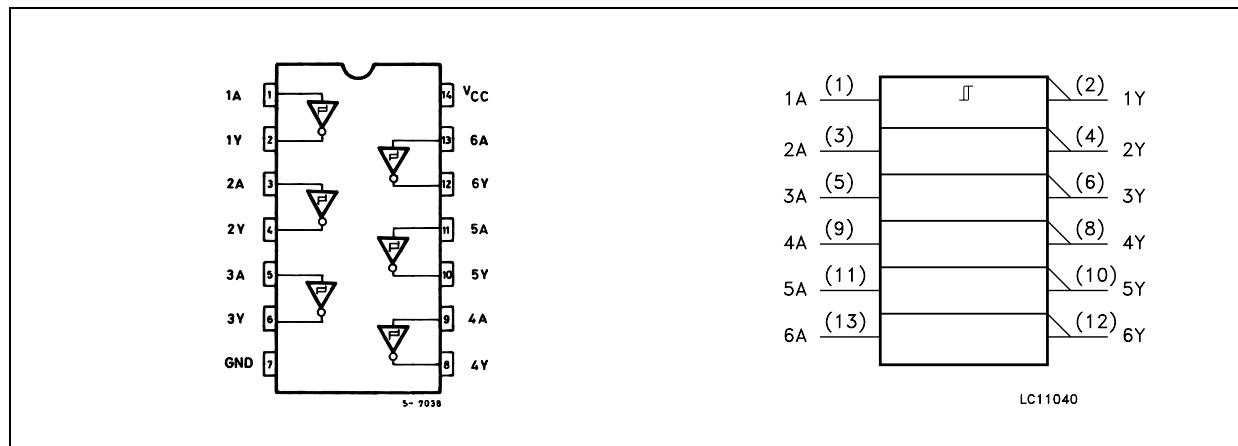 1A 1 14 VCC
1Y 2 13 6A
2A 3 12 6Y
2Y 4 11 5A
3A 5 10 5Y
3Y 6 9 4A
GND 7 8 4Y
S- 7038
1A (1) (2) 1Y
2A (3) (4) 2Y
3A (5) (6) 3Y
4A (9) (8) 4Y
5A (11) (10) 5Y
6A (13) (12) 6Y
LC11040